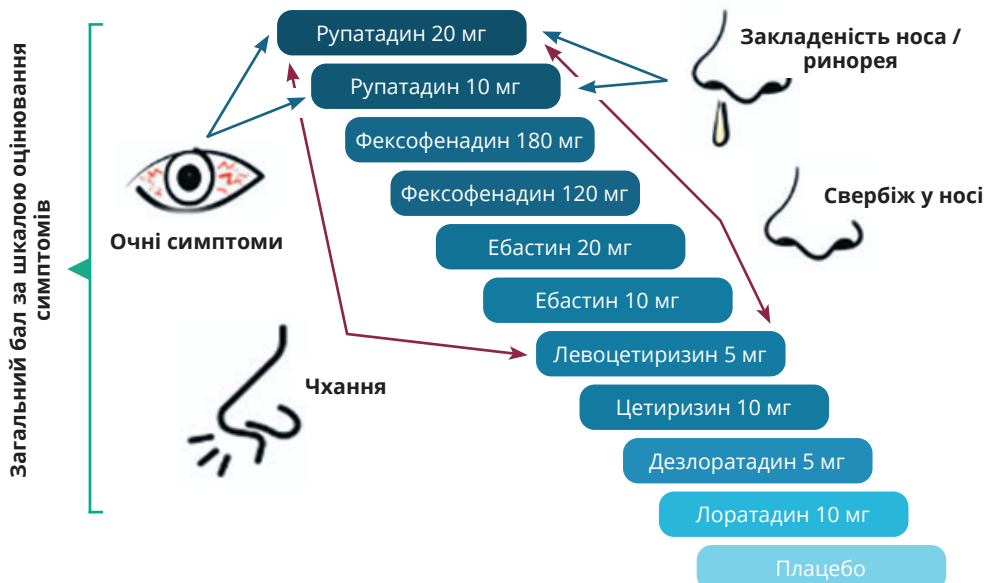 Загальний бал за шкалою оцінювання
симптомів
Рупатадин 20 мг
Рупатадин 10 мг
Фексофенадин 180 мг
Фексофенадин 120 мг
Ебастин 20 мг
Ебастин 10 мг
Левоцетиризин 5 мг
Цетиризин 10 мг
Дезлоратадин 5 мг
Лоратадин 10 мг
Плацебо
Закладеність носа /
ринорея
Свербіж у носі
Очні симптоми
Чхання